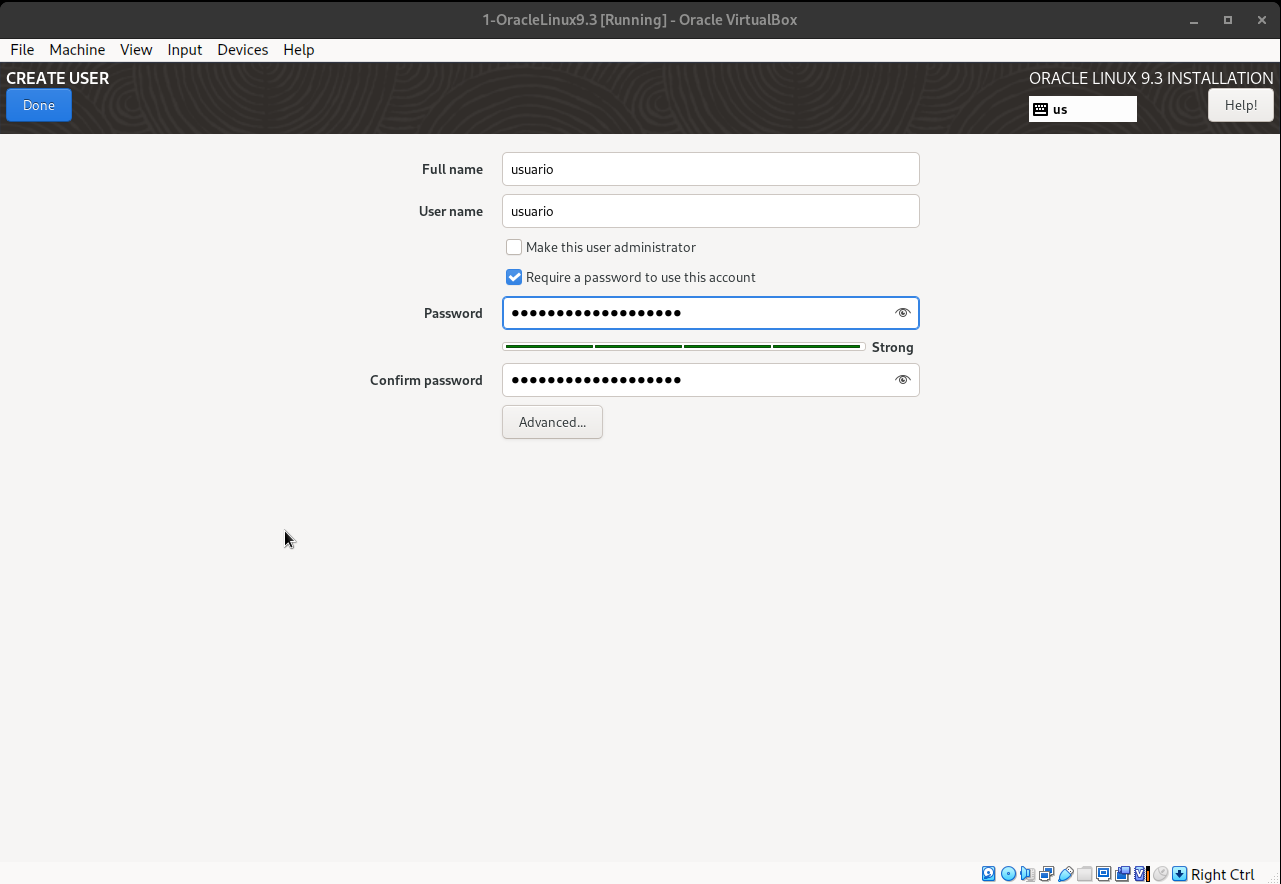 1-OracleLinux9.3 [Running] - Oracle VirtualBox
File Machine View Input Devices Help
CREATE USER
ORACLE LINUX 9.3 INSTALLATION
Done
us
Help!
Full name usuario
User name usuario
Make this user administrator
Require a password to use this account
Password ●●●●●●●●●●●●●●●●●●●
Strong
Confirm password ●●●●●●●●●●●●●●●●●●●
Advanced...
Right Ctrl